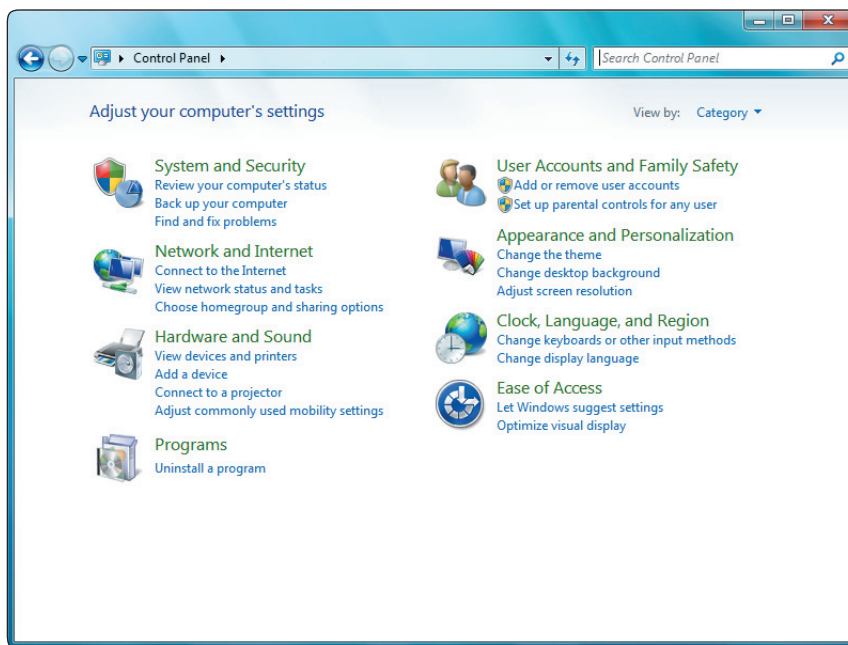 Control Panel
Search Control Panel
Adjust your computer's settings
View by: Category
System and Security
Review your computer's status
Back up your computer
Find and fix problems
Network and Internet
Connect to the Internet
View network status and tasks
Choose homegroup and sharing options
Hardware and Sound
View devices and printers
Add a device
Connect to a projector
Adjust commonly used mobility settings
Programs
Uninstall a program
User Accounts and Family Safety
Add or remove user accounts
Set up parental controls for any user
Appearance and Personalization
Change the theme
Change desktop background
Adjust screen resolution
Clock, Language, and Region
Change keyboards or other input methods
Change display language
Ease of Access
Let Windows suggest settings
Optimize visual display